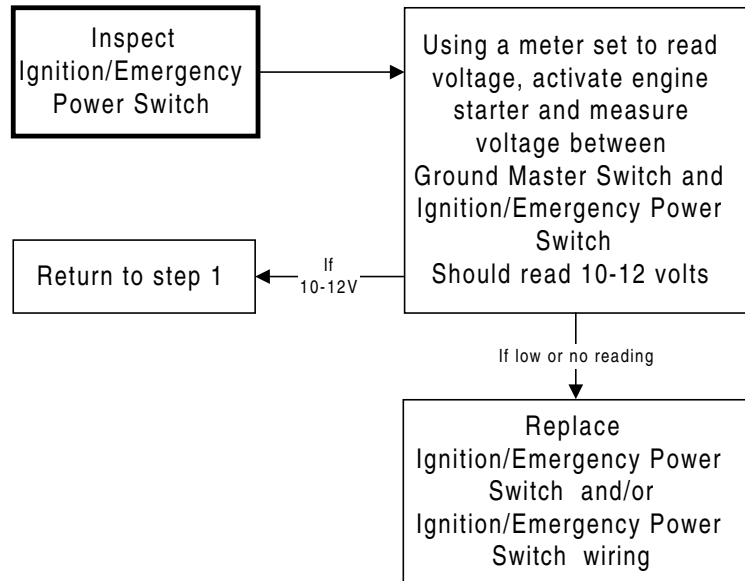 Inspect
Ignition/Emergency
Power Switch
Using a meter set to read
voltage, activate engine
starter and measure
voltage between
Ground Master Switch and
Ignition/Emergency Power
Switch
Should read 10-12 volts
If
10-12V
Return to step 1
If low or no reading
Replace
Ignition/Emergency Power
Switch and/or
Ignition/Emergency Power
Switch wiring